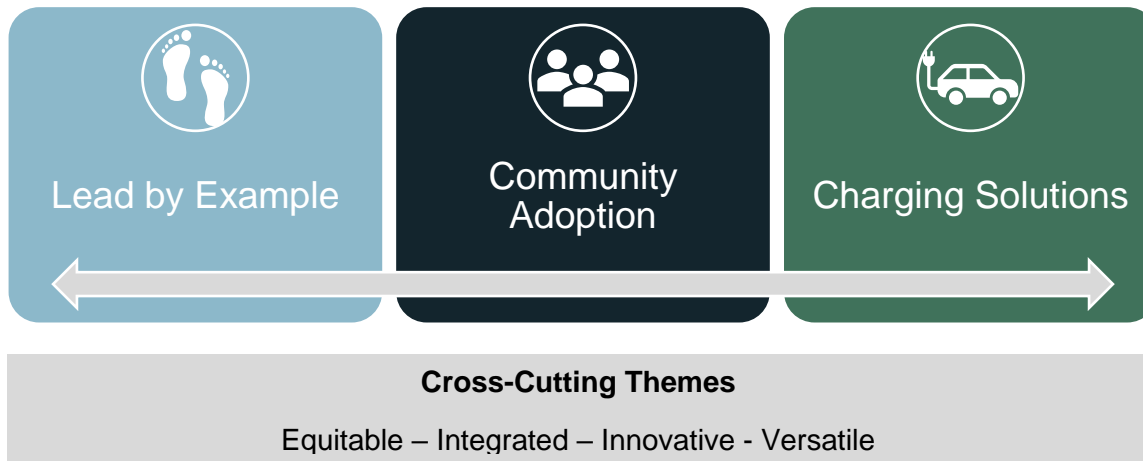 Lead by Example
Community
Adoption
Charging Solutions
Cross-Cutting Themes
Equitable – Integrated – Innovative - Versatile